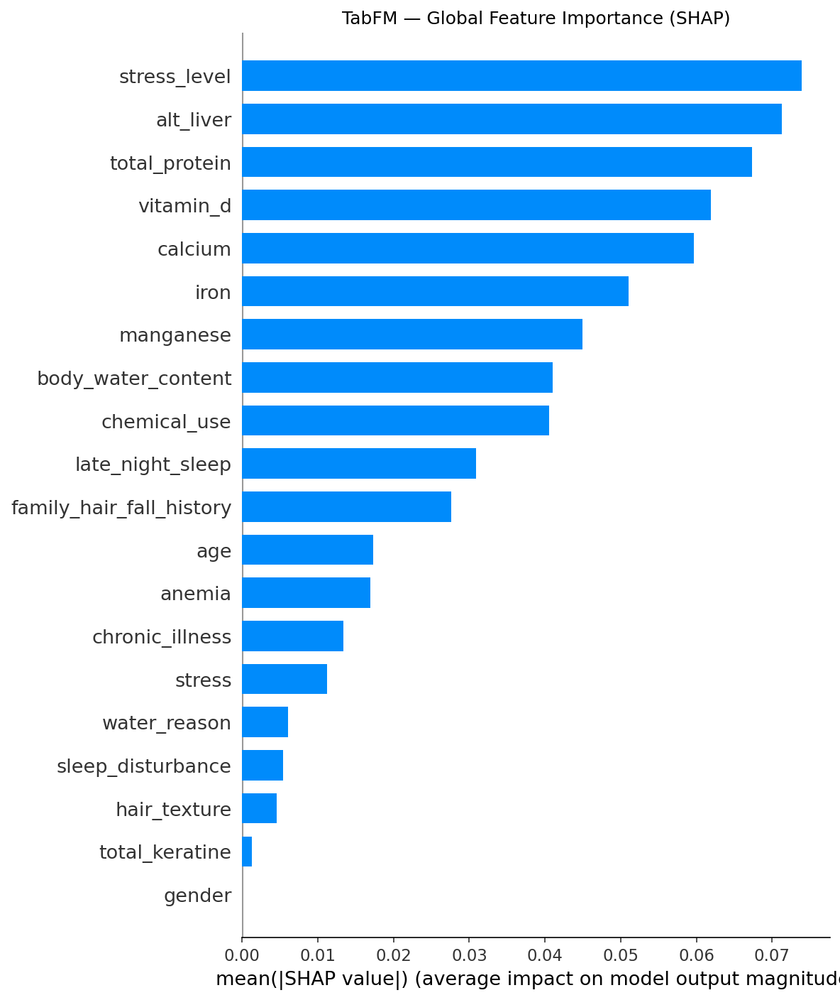 TabFM — Global Feature Importance (SHAP)
stress_level
alt_liver
total_protein
vitamin_d
calcium
iron
manganese
body_water_content
chemical_use
late_night_sleep
family_hair_fall_history
age
anemia
chronic_illness
stress
water_reason
sleep_disturbance
hair_texture
total_keratine
gender
0.00 0.01 0.02 0.03 0.04 0.05 0.06 0.07
mean(|SHAP value|) (average impact on model output magnitude